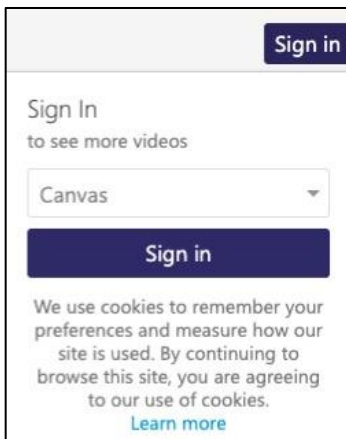 Sign in
Sign In
to see more videos
Canvas
Sign in
We use cookies to remember your
preferences and measure how our
site is used. By continuing to
browse this site, you are agreeing
to our use of cookies.
Learn more